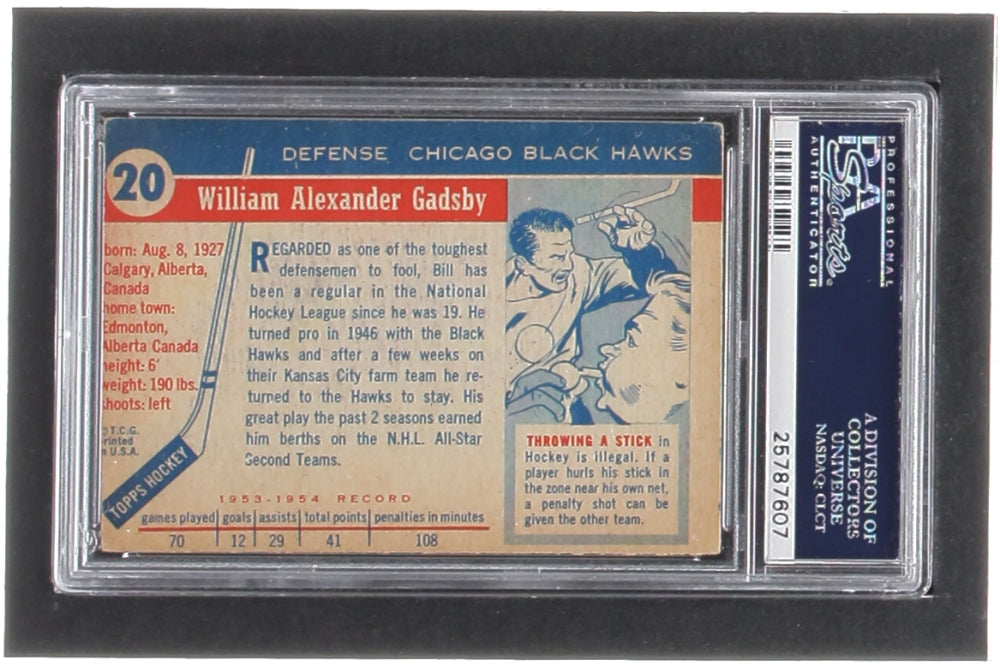 20
DEFENSE CHICAGO BLACK HAWKS
William Alexander Gadsby
born: Aug. 8, 1927
Calgary, Alberta,
Canada
home town:
Edmonton,
Alberta Canada
height: 6'
weight: 190 lbs.
shoots: left
T.C.G.
Printed
in U.S.A.
TOPPS HOCKEY
REGARDED as one of the toughest
defensemen to fool, Bill has
been a regular in the National
Hockey League since he was 19. He
turned pro in 1946 with the Black
Hawks and after a few weeks on
their Kansas City farm team he re-
turned to the Hawks to stay. His
great play the past 2 seasons earned
him berths on the N.H.L. All-Star
Second Teams.
THROWING A STICK in
Hockey is illegal. If a
player hurls his stick in
the zone near his own net,
a penalty shot can be
given the other team.
1953-1954 RECORD
games played goals assists total points penalties in minutes
70 12 29 41 108
PROFESSIONAL
PSA
Sports
AUTHENTICATOR
A DIVISION OF
COLLECTORS
UNIVERSE
NASDAQ: CLCT
25787607